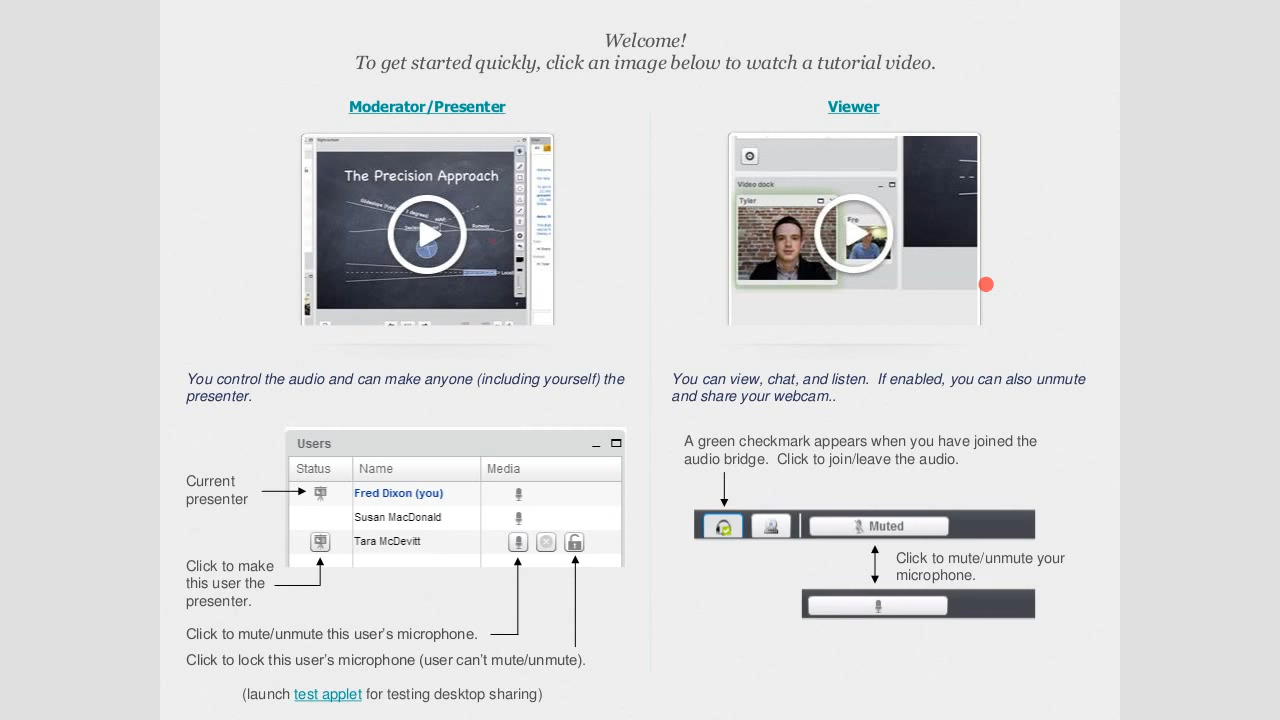 Welcome!
To get started quickly, click an image below to watch a tutorial video.
Moderator/Presenter
The Precision Approach
Runway
You control the audio and can make anyone (including yourself) the
presenter.
Users
Status Name Media
Current
presenter
Fred Dixon (you)
Susan MacDonald
Tara McDevitt
Click to make
this user the
presenter.
Click to mute/unmute this user's microphone.
Click to lock this user's microphone (user can't mute/unmute).
(launch test applet for testing desktop sharing)
Viewer
Video dock
Tyler
Fre
You can view, chat, and listen.  If enabled, you can also unmute
and share your webcam..
A green checkmark appears when you have joined the
audio bridge.  Click to join/leave the audio.
Muted
Click to mute/unmute your
microphone.